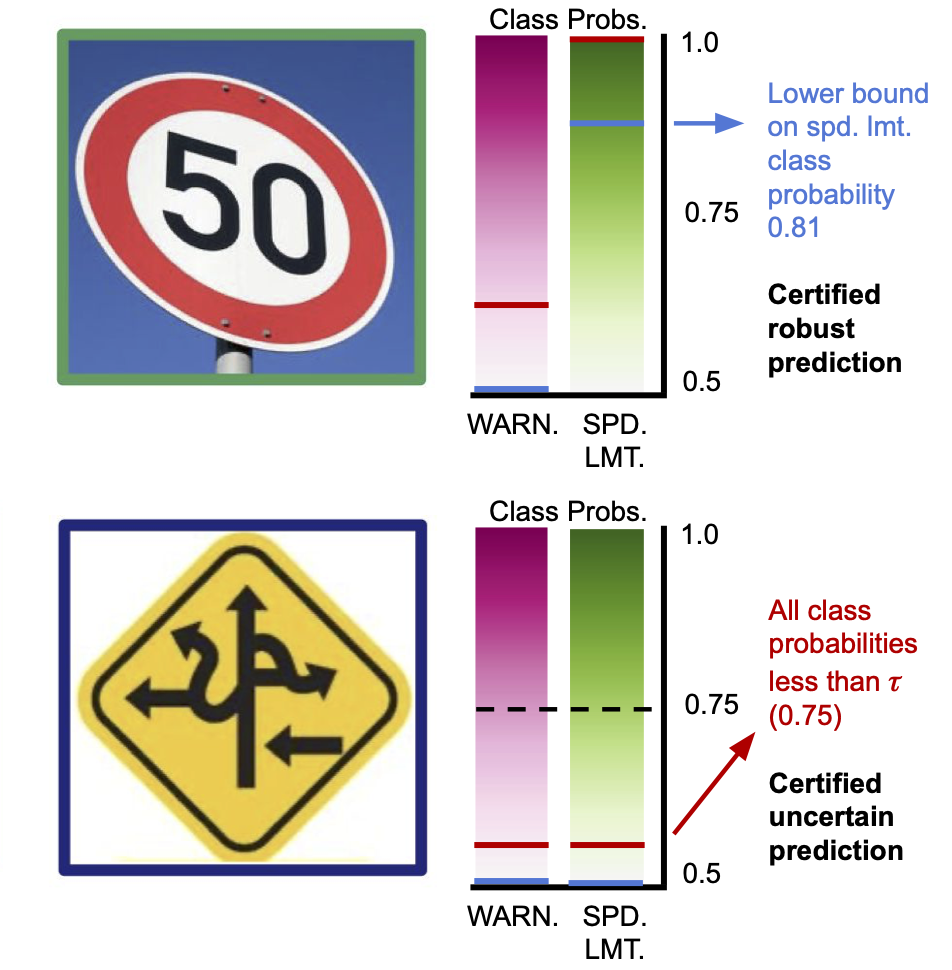 Class Probs.
50
1.0
0.75
0.5
WARN.
SPD.
LMT.
Lower bound
on spd. lmt.
class
probability
0.81
Certified
robust
prediction
Class Probs.
1.0
0.75
0.5
WARN.
SPD.
LMT.
All class
probabilities
less than τ
(0.75)
Certified
uncertain
prediction